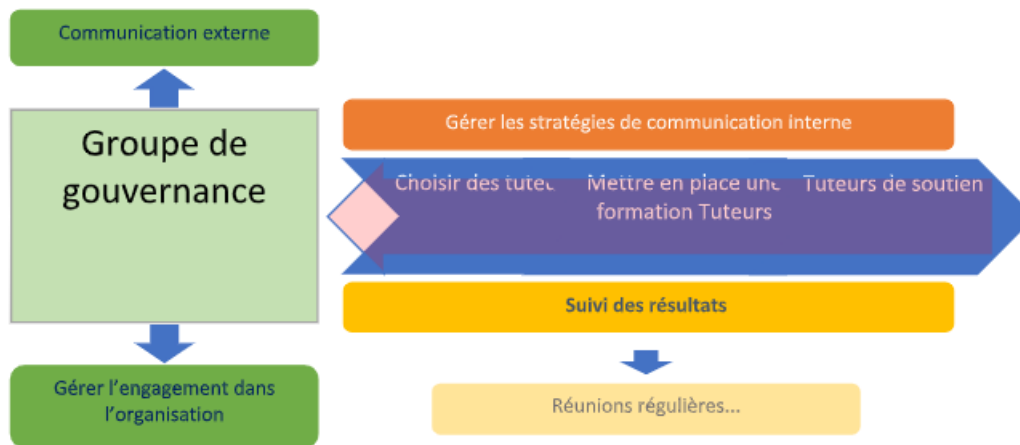 Communication externe
Groupe de
gouvernance
Gérer l'engagement dans
l'organisation
Gérer les stratégies de communication interne
Choisir des
Mettre en place une
formation Tuteurs
Tuteurs de soutien
Suivi des résultats
Réunions régulières...